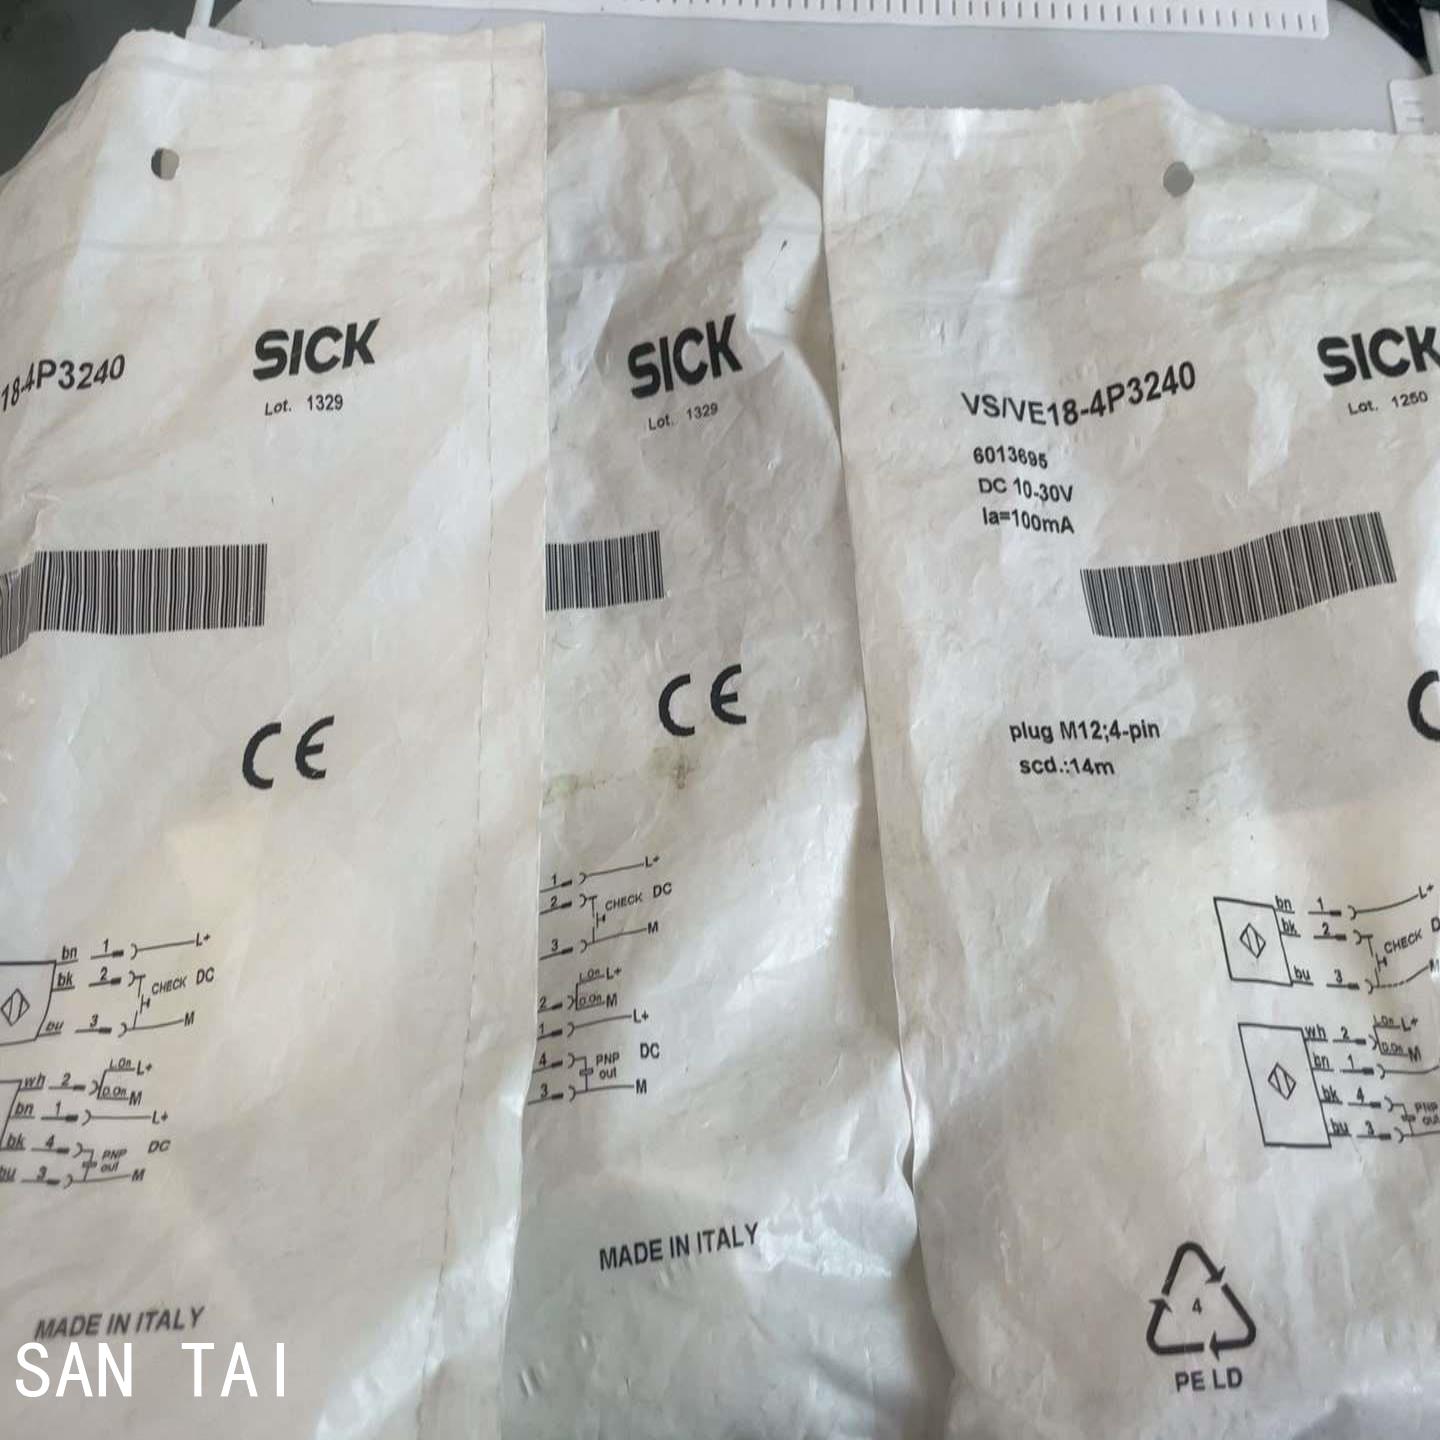 18-4P3240
SICK
Lot. 1329
CE
bn 1 L+
bk 2 CHECK DC
bu 3 M
wh 2 L.On L+
D.On M
bn 1 L+
bk 4 PNP out DC
bu 3 M
MADE IN ITALY
SICK
Lot. 1329
CE
1 L+
2 CHECK DC
3 M
L.On L+
2 D.On M
1 L+
4 PNP out DC
3 M
MADE IN ITALY
VS/VE18-4P3240
SICK
Lot. 1250
6013695
DC 10-30V
Ia=100mA
plug M12;4-pin
scd.:14m
bn 1 L+
bk 2 CHECK
bu 3 M
wh 2 L.On L+
D.On M
bn 1
bk 4 PNP
bu 3 out
4
PE LD
SAN TAI